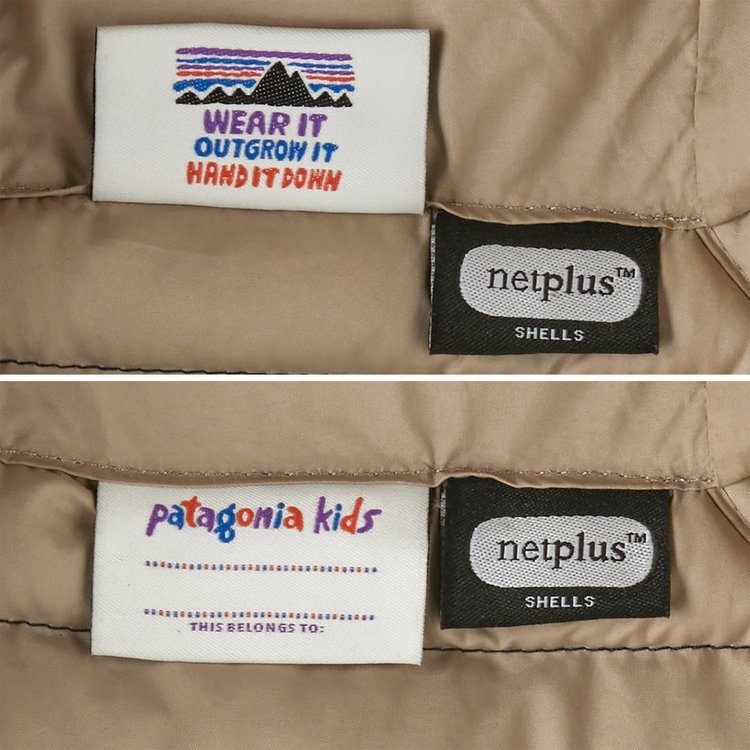 WEAR IT
OUTGROW IT
HAND IT DOWN
netplus™
SHELLS
patagonia kids
THIS BELONGS TO:
netplus™
SHELLS